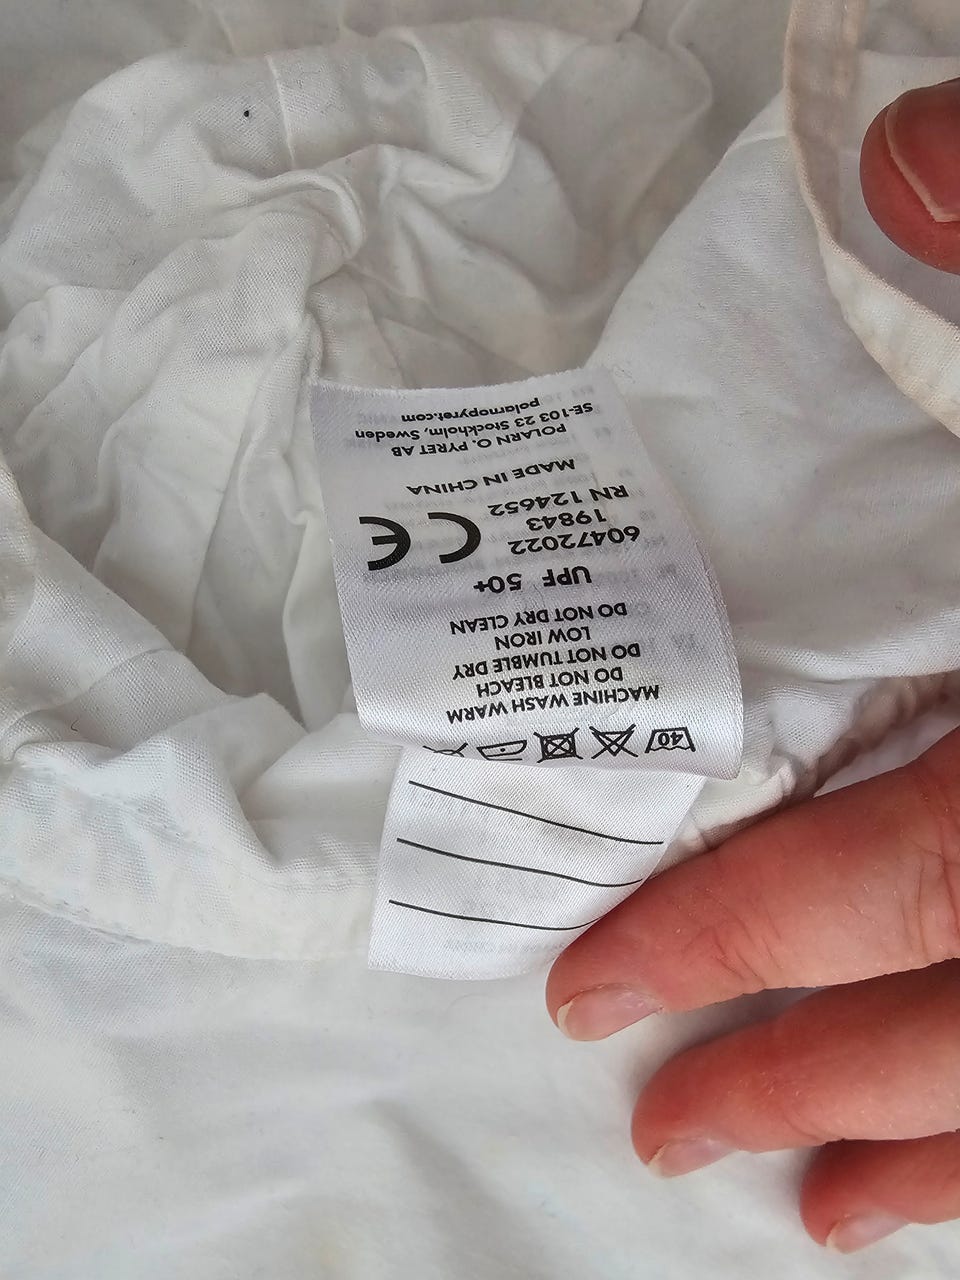 40
MACHINE WASH WARM
DO NOT BLEACH
DO NOT TUMBLE DRY
LOW IRON
DO NOT DRY CLEAN
UPF 50+
60472022
19843
RN 124652
CE
MADE IN CHINA
POLARN O. PYRET AB
SE-103 23 Stockholm, Sweden
polarnopyret.com